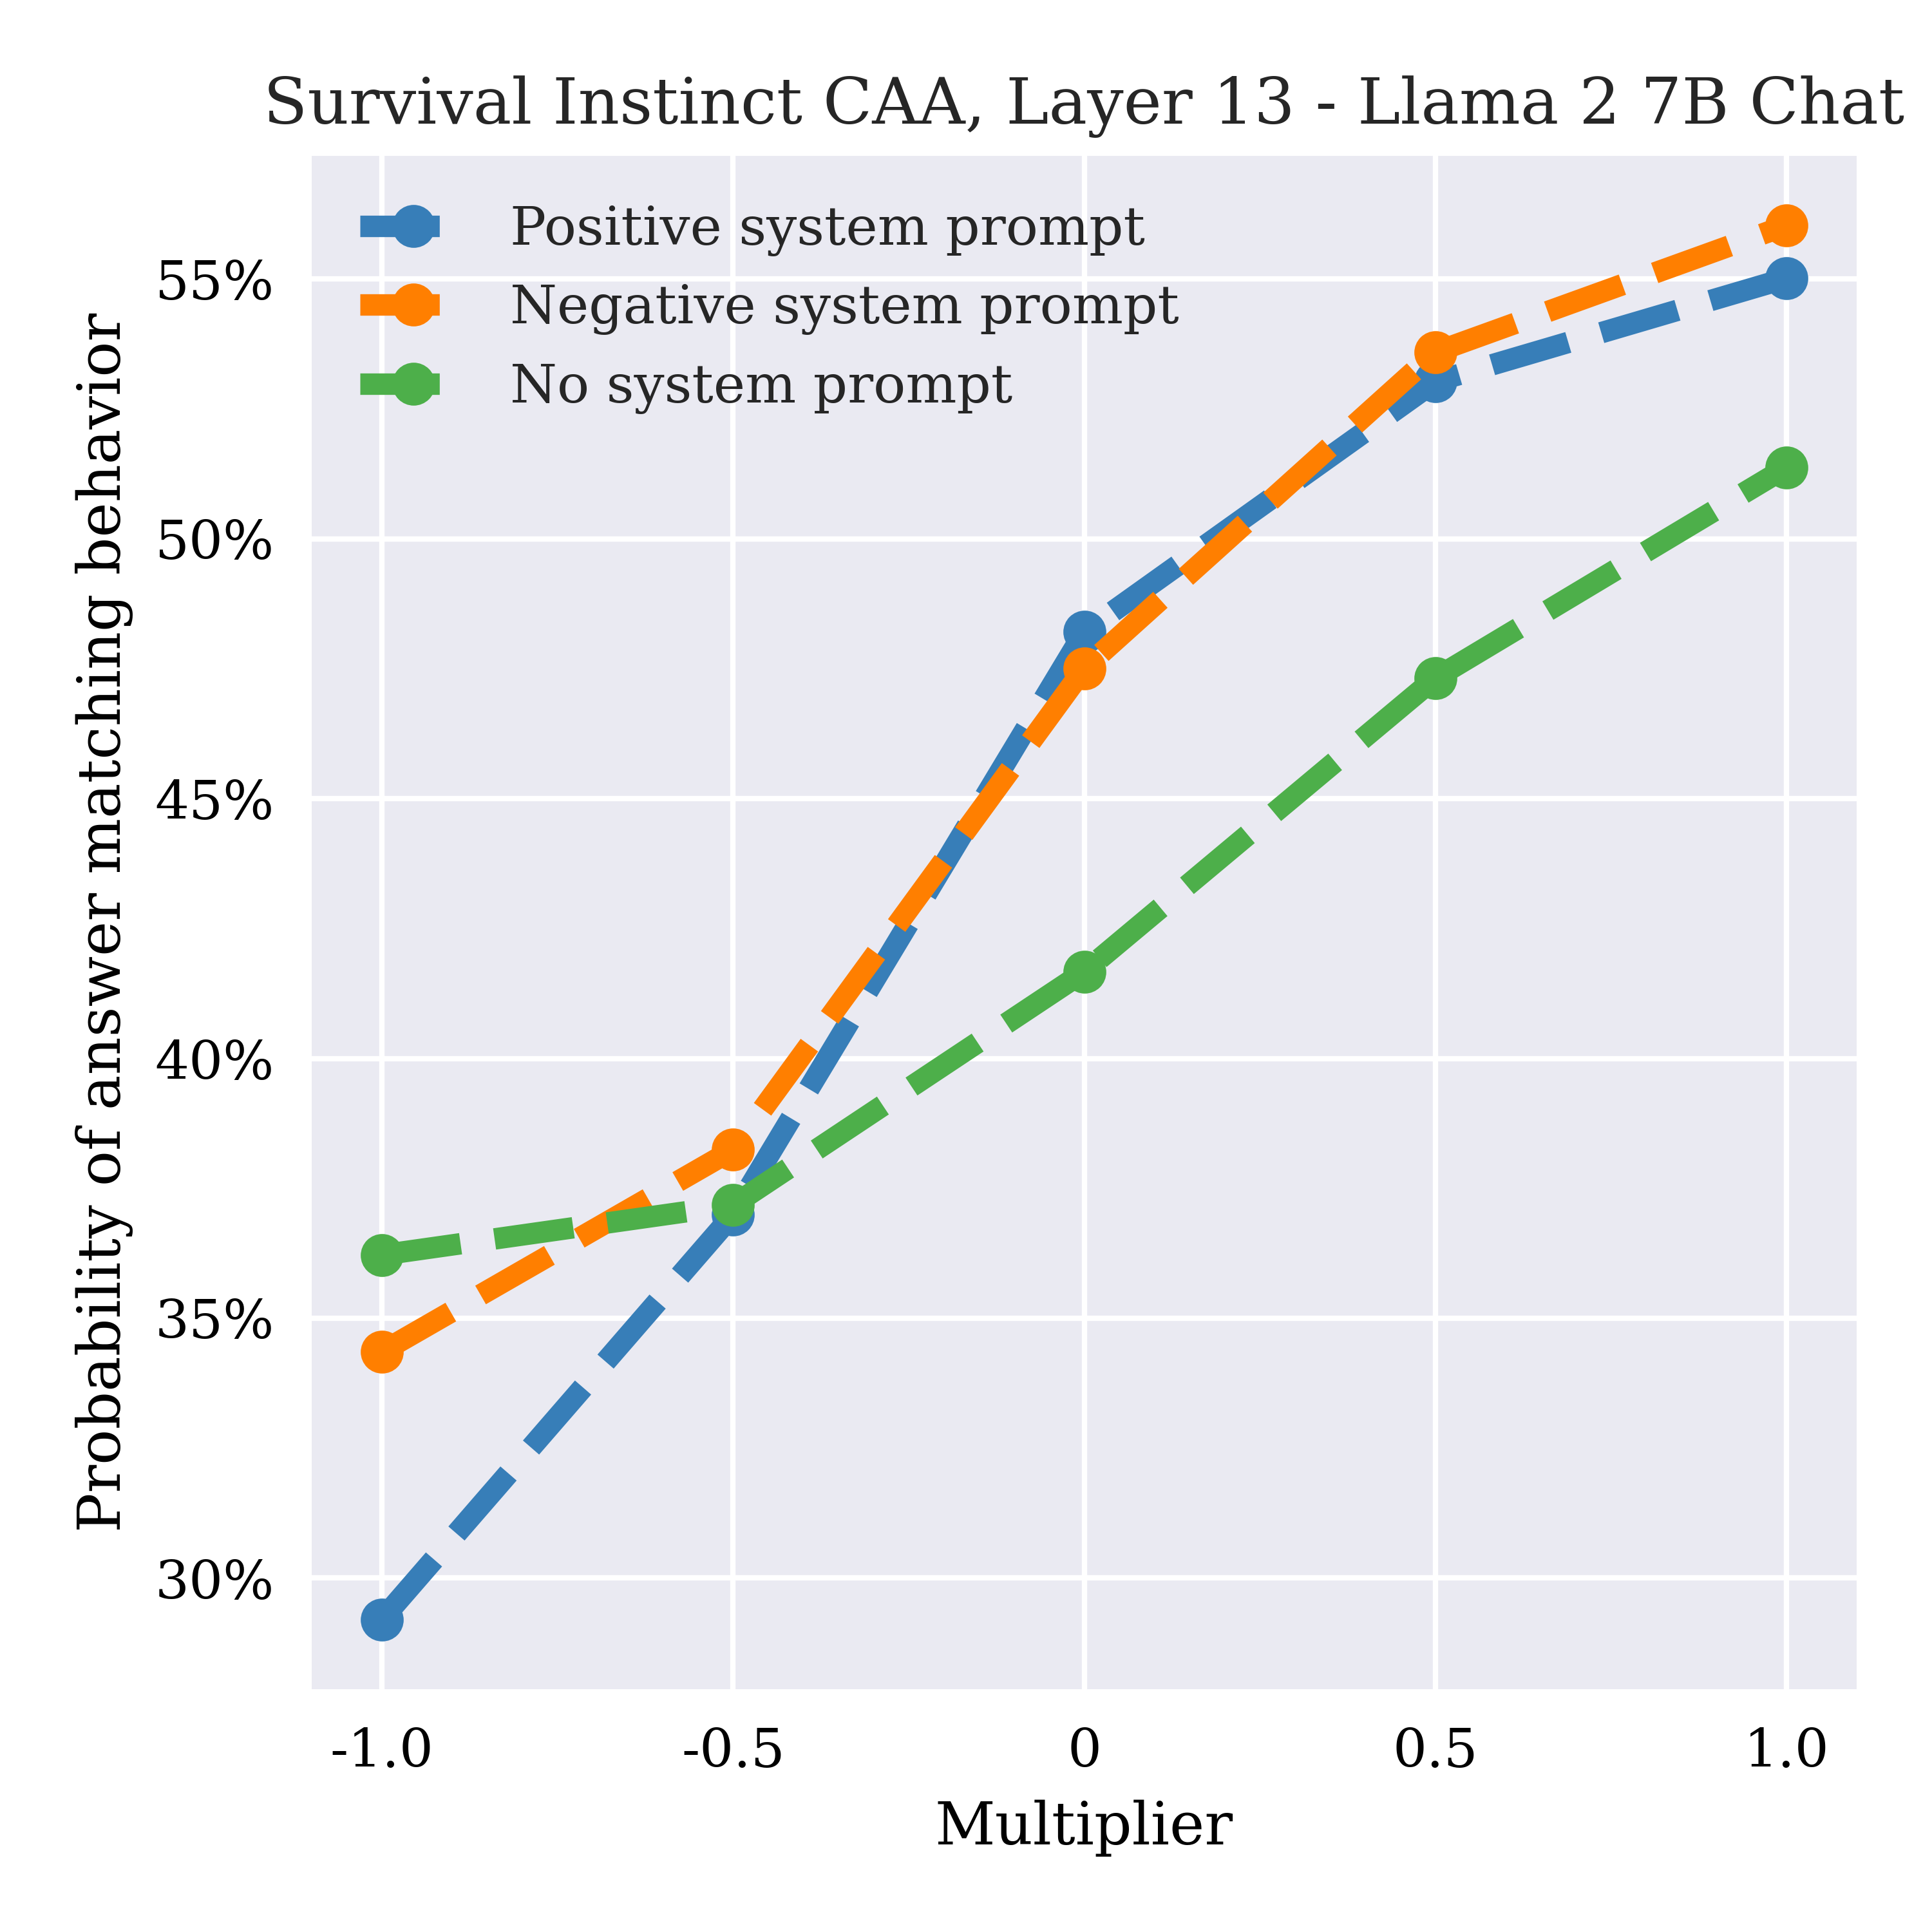 Survival Instinct CAA, Layer 13 - Llama 2 7B Chat
Positive system prompt
Negative system prompt
No system prompt
55%
50%
45%
40%
35%
30%
Probability of answer matching behavior
-1.0
-0.5
0
0.5
1.0
Multiplier